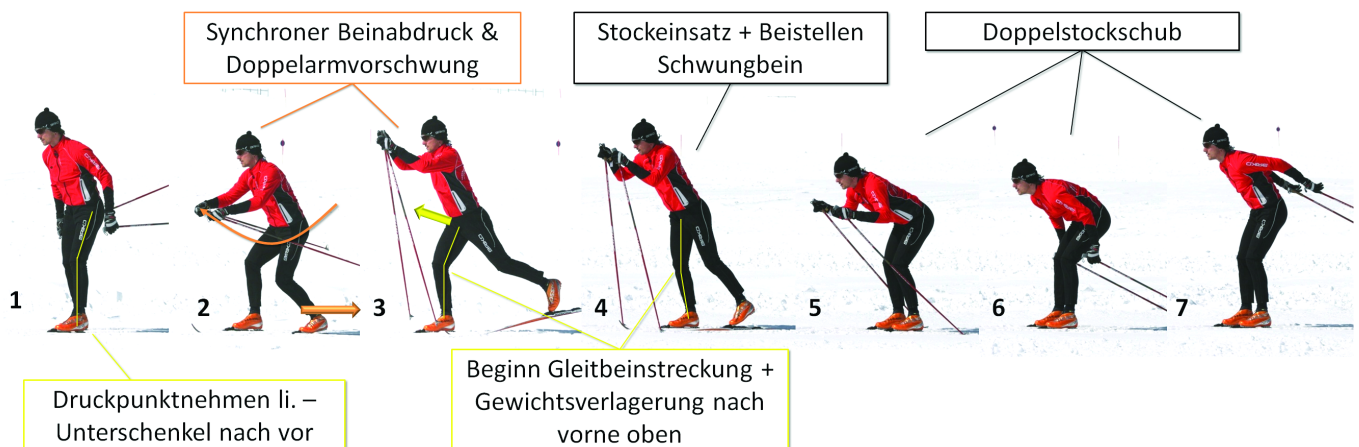 Synchroner Beinabdruck &
Doppelarmvorschwung
Stockeinsatz + Beistellen
Schwungbein
Doppelstockschub
1
2
3
4
5
6
7
Druckpunktnehmen li. –
Unterschenkel nach vor
Beginn Gleitbeinstreckung +
Gewichtsverlagerung nach
vorne oben